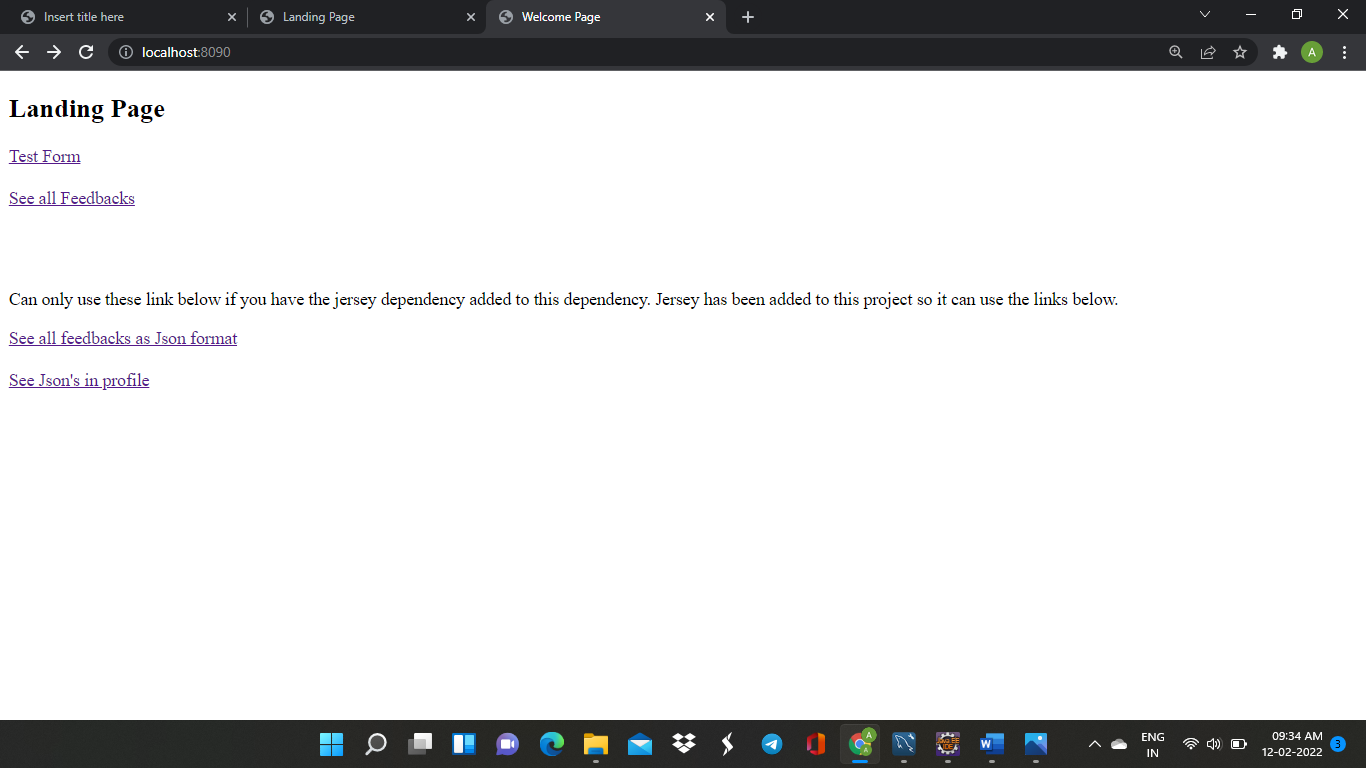 Insert title here
Landing Page
Welcome Page
localhost:8090
A
Landing Page
Test Form
See all Feedbacks
Can only use these link below if you have the jersey dependency added to this dependency. Jersey has been added to this project so it can use the links below.
See all feedbacks as Json format
See Json's in profile
A
JAVA EE
IDE
W
ENG
IN
09:34 AM
12-02-2022
3